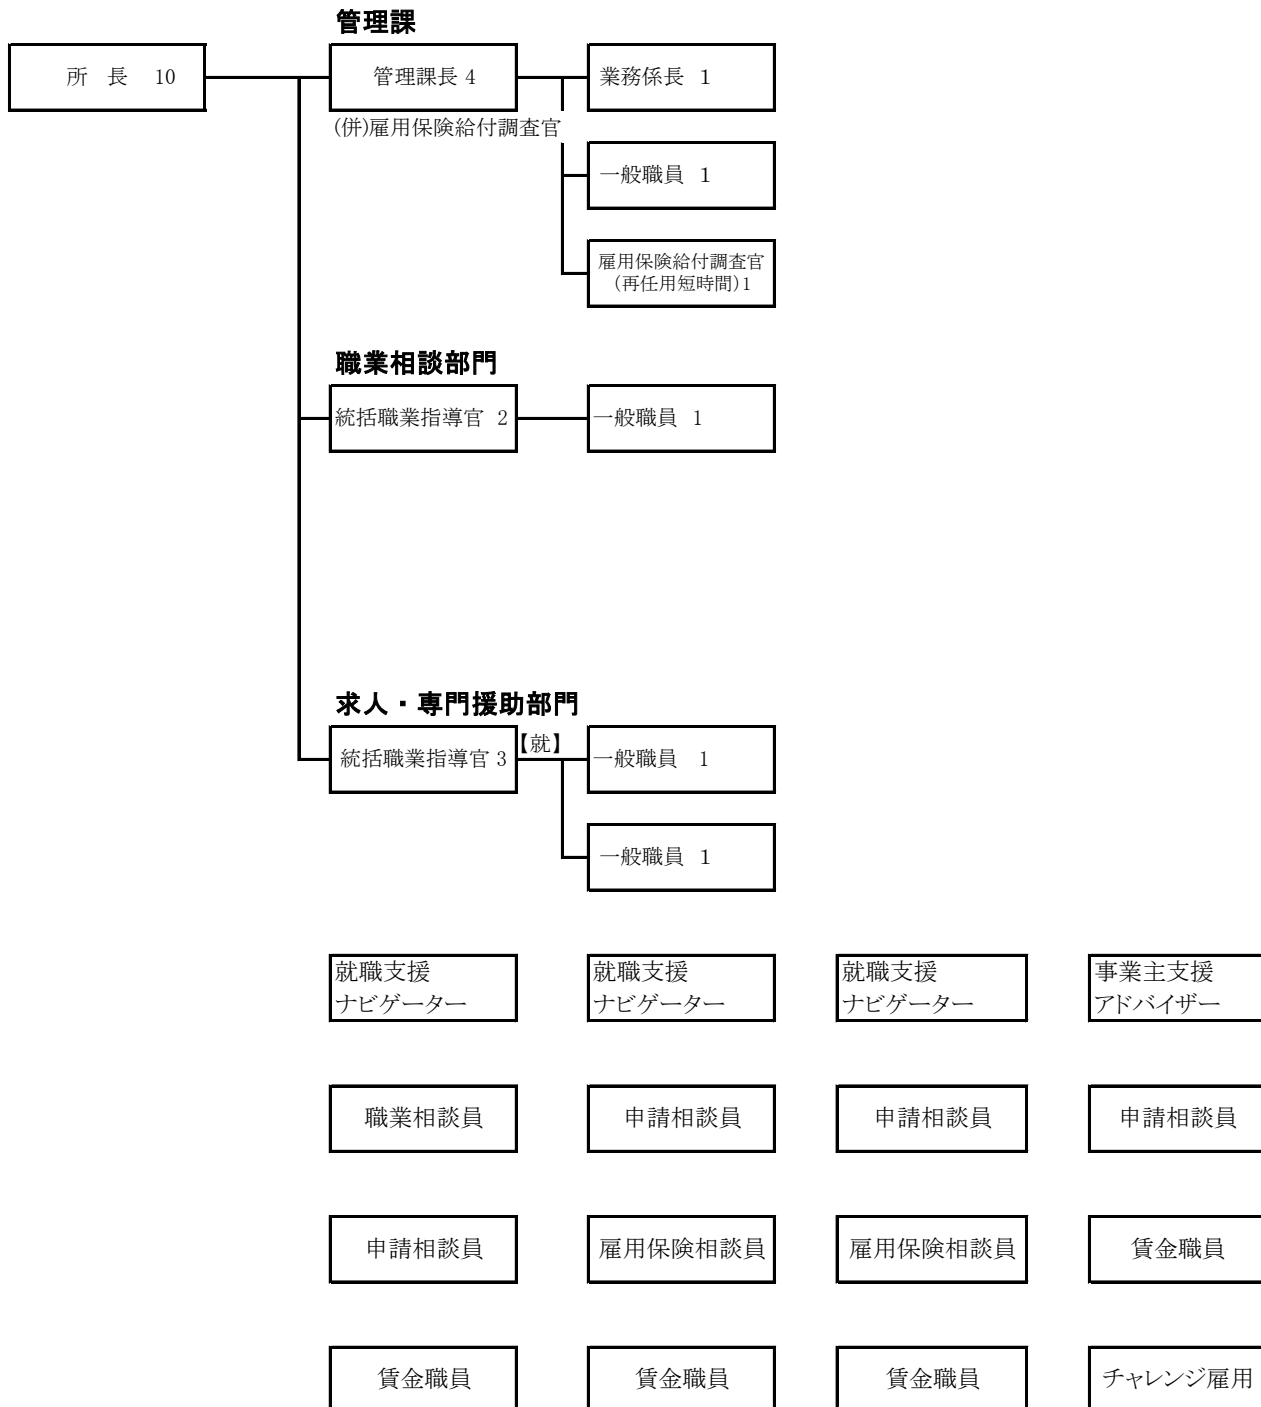 管理課
所 長 10
管理課長 4
業務係長 1
(併)雇用保険給付調査官
一般職員 1
雇用保険給付調査官
(再任用短時間)1
職業相談部門
統括職業指導官 2
一般職員 1
求人・専門援助部門
統括職業指導官 3
【就】
一般職員 1
一般職員 1
就職支援
ナビゲーター
就職支援
ナビゲーター
就職支援
ナビゲーター
事業主支援
アドバイザー
職業相談員
申請相談員
申請相談員
申請相談員
申請相談員
雇用保険相談員
雇用保険相談員
賃金職員
賃金職員
賃金職員
賃金職員
チャレンジ雇用